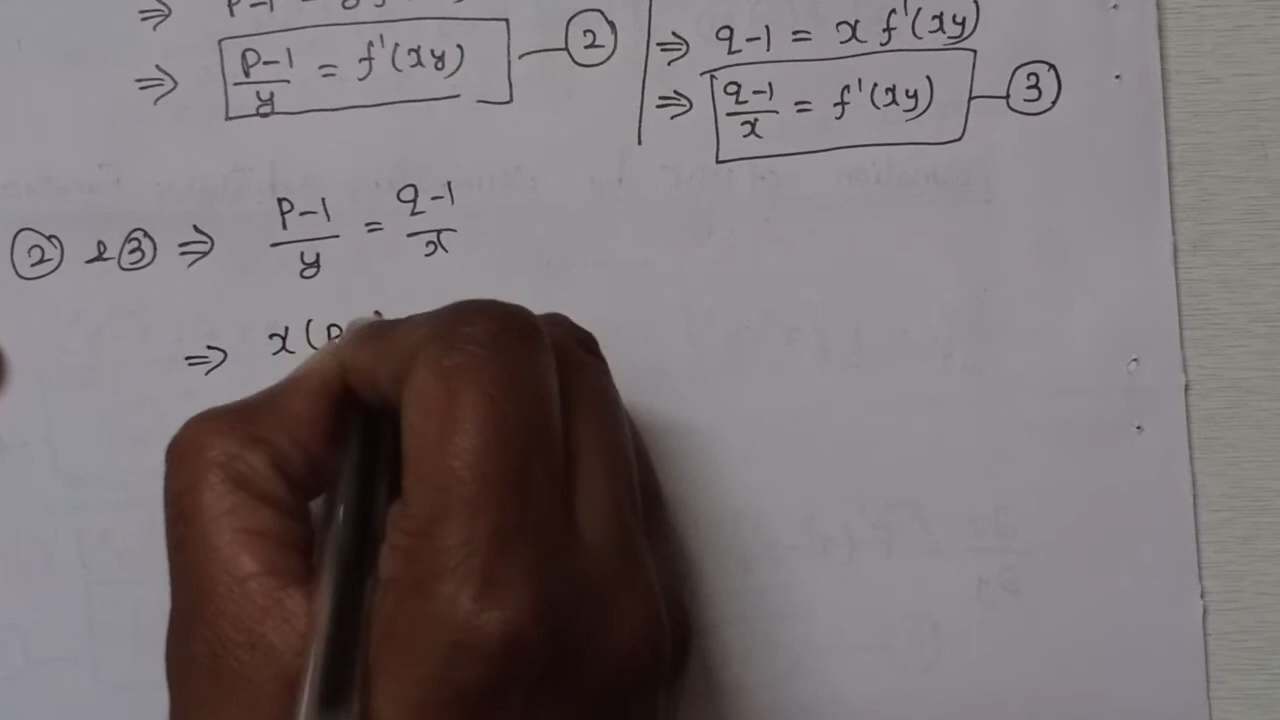 ⇒
⇒ p-1/y = f'(xy) — ②
⇒ q-1 = x f'(xy)
⇒ q-1/x = f'(xy) — ③
② & ③ ⇒ p-1/y = q-1/x
⇒ x(p